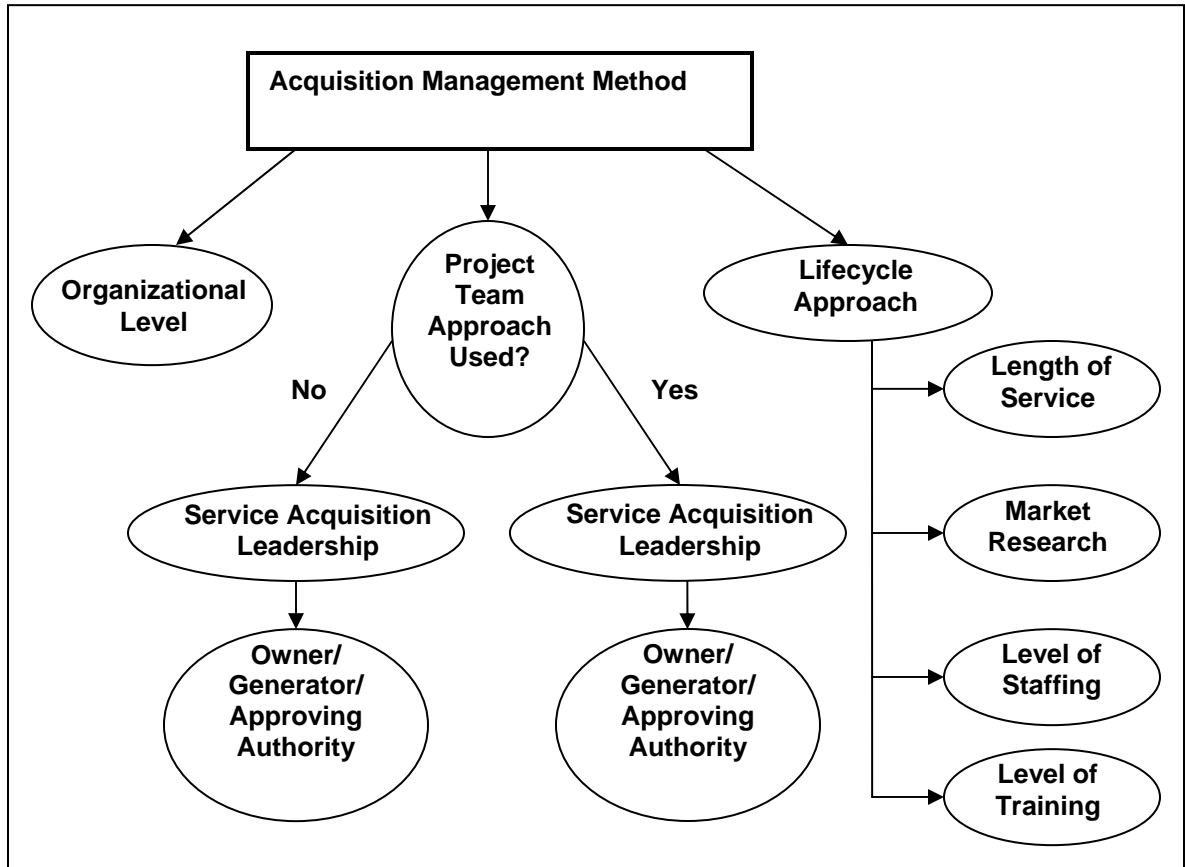 Acquisition Management Method
Organizational
Level
Project
Team
Approach
Used?
Lifecycle
Approach
No
Yes
Length of
Service
Service Acquisition
Leadership
Service Acquisition
Leadership
Market
Research
Owner/
Generator/
Approving
Authority
Owner/
Generator/
Approving
Authority
Level of
Staffing
Level of
Training